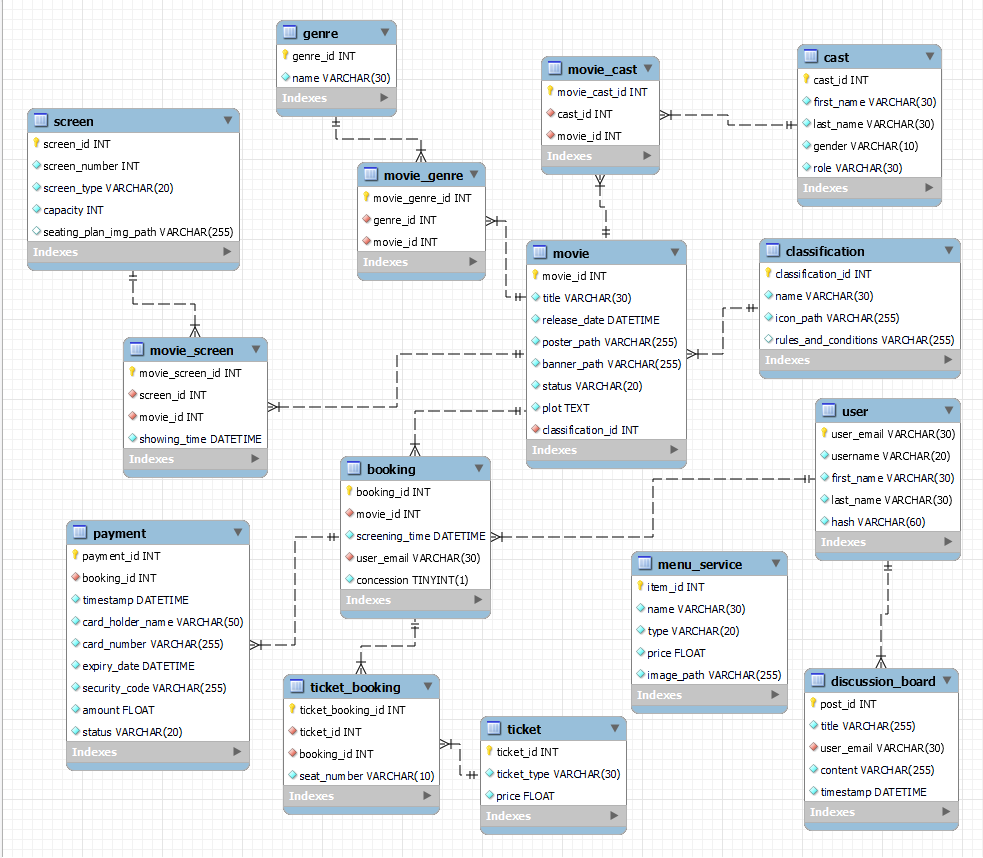 genre
genre_id INT
name VARCHAR(30)
Indexes
movie_cast
movie_cast_id INT
cast_id INT
movie_id INT
Indexes
cast
cast_id INT
first_name VARCHAR(30)
last_name VARCHAR(30)
gender VARCHAR(10)
role VARCHAR(30)
Indexes
screen
screen_id INT
screen_number INT
screen_type VARCHAR(20)
capacity INT
seating_plan_img_path VARCHAR(255)
Indexes
movie_genre
movie_genre_id INT
genre_id INT
movie_id INT
Indexes
movie
movie_id INT
title VARCHAR(30)
release_date DATETIME
poster_path VARCHAR(255)
banner_path VARCHAR(255)
status VARCHAR(20)
plot TEXT
classification_id INT
Indexes
classification
classification_id INT
name VARCHAR(30)
icon_path VARCHAR(255)
rules_and_conditions VARCHAR(255)
Indexes
movie_screen
movie_screen_id INT
screen_id INT
movie_id INT
showing_time DATETIME
Indexes
user
user_email VARCHAR(30)
username VARCHAR(20)
first_name VARCHAR(30)
last_name VARCHAR(30)
hash VARCHAR(60)
Indexes
booking
booking_id INT
movie_id INT
screening_time DATETIME
user_email VARCHAR(30)
concession TINYINT(1)
Indexes
payment
payment_id INT
booking_id INT
timestamp DATETIME
card_holder_name VARCHAR(50)
card_number VARCHAR(255)
expiry_date DATETIME
security_code VARCHAR(255)
amount FLOAT
status VARCHAR(20)
Indexes
menu_service
item_id INT
name VARCHAR(30)
type VARCHAR(20)
price FLOAT
image_path VARCHAR(255)
Indexes
ticket_booking
ticket_booking_id INT
ticket_id INT
booking_id INT
seat_number VARCHAR(10)
Indexes
ticket
ticket_id INT
ticket_type VARCHAR(30)
price FLOAT
Indexes
discussion_board
post_id INT
title VARCHAR(255)
user_email VARCHAR(30)
content VARCHAR(255)
timestamp DATETIME
Indexes